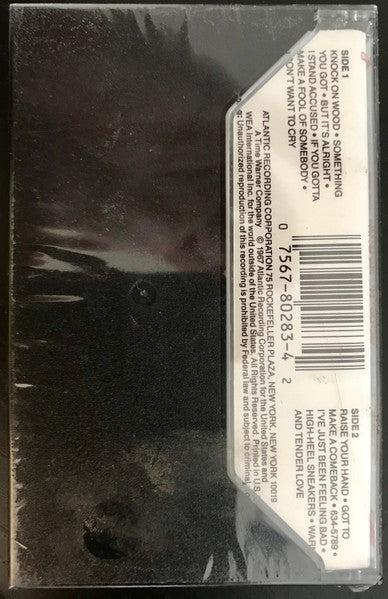 SIDE 1
KNOCK ON WOOD • SOMETHING
YOU GOT • BUT IT'S ALRIGHT •
I STAND ACCUSED • IF YOU GOTTA
MAKE A FOOL OF SOMEBODY •
DON'T WANT TO CRY
0 7567-80283-4 2
SIDE 2
RAISE YOUR HAND • GOT TO
MAKE A COMEBACK • 634-5789 •
I'VE JUST BEEN FEELING BAD •
HIGH-HEEL SNEAKERS • WAR
AND TENDER LOVE
ATLANTIC RECORDING CORPORATION 75 ROCKEFELLER PLAZA, NEW YORK, NEW YORK 10019
A Time Warner Company © 1967 Atlantic Recording Corporation for the United States and
WEA International Inc. for the world outside of the United States. All Rights Reserved. Printed in U.S.
Unauthorized reproduction of this recording is prohibited by Federal law and subject to criminal